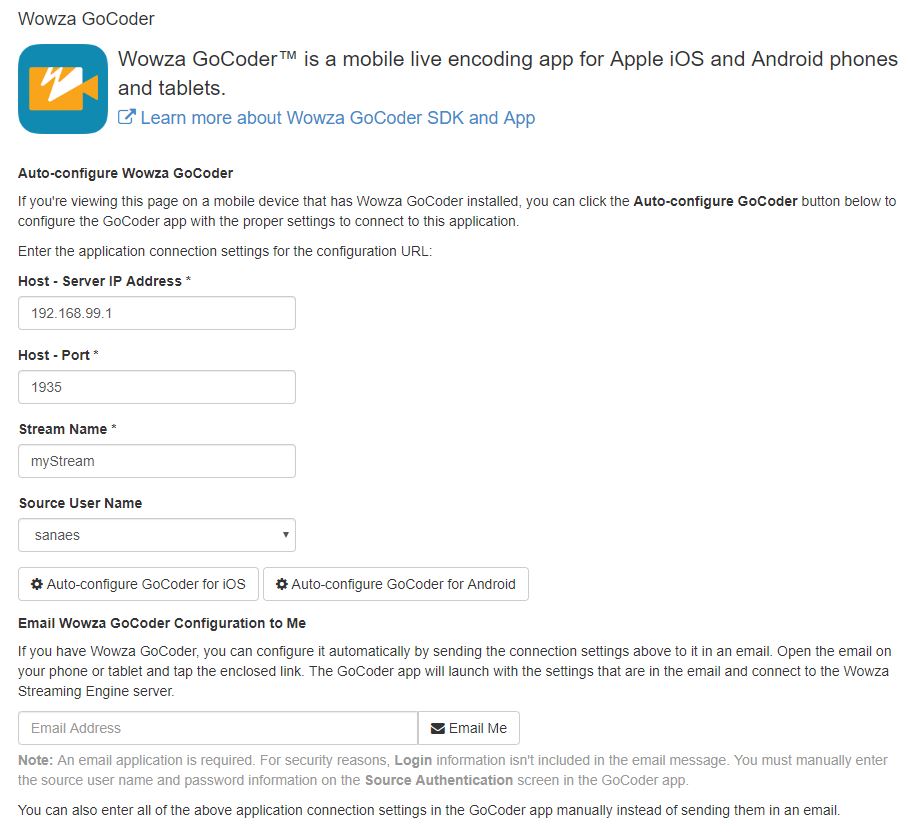 Wowza GoCoder
Wowza GoCoder™ is a mobile live encoding app for Apple iOS and Android phones
and tablets.
Learn more about Wowza GoCoder SDK and App
Auto-configure Wowza GoCoder
If you're viewing this page on a mobile device that has Wowza GoCoder installed, you can click the Auto-configure GoCoder button below to
configure the GoCoder app with the proper settings to connect to this application.
Enter the application connection settings for the configuration URL:
Host - Server IP Address *
192.168.99.1
Host - Port *
1935
Stream Name *
myStream
Source User Name
sanaes
Auto-configure GoCoder for iOS Auto-configure GoCoder for Android
Email Wowza GoCoder Configuration to Me
If you have Wowza GoCoder, you can configure it automatically by sending the connection settings above to it in an email. Open the email on
your phone or tablet and tap the enclosed link. The GoCoder app will launch with the settings that are in the email and connect to the Wowza
Streaming Engine server.
Email Address Email Me
Note: An email application is required. For security reasons, Login information isn't included in the email message. You must manually enter
the source user name and password information on the Source Authentication screen in the GoCoder app.
You can also enter all of the above application connection settings in the GoCoder app manually instead of sending them in an email.